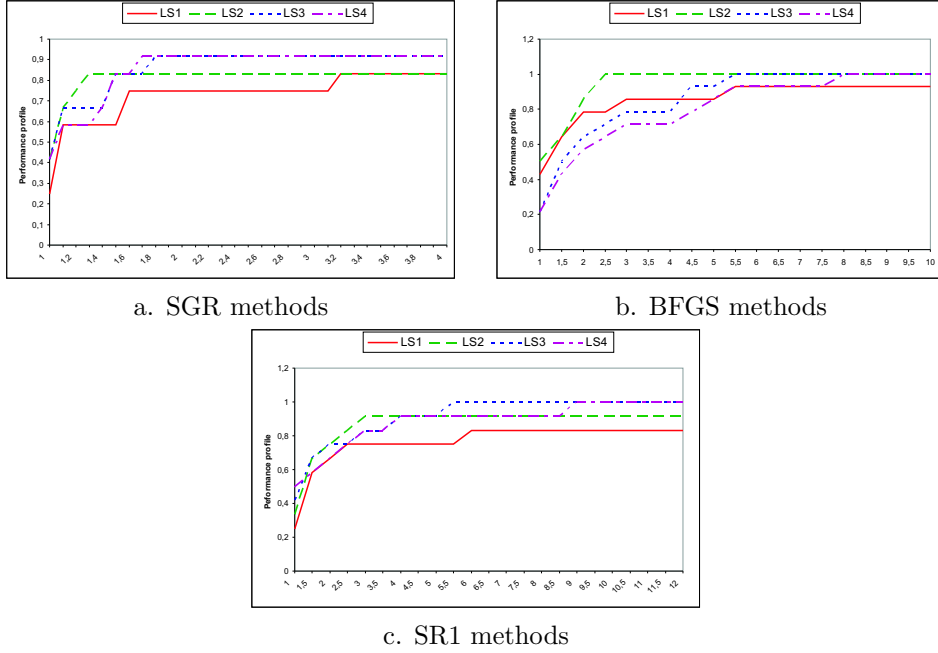 LS1 LS2 LS3 LS4
1
0,9
0,8
0,7
0,6
0,5
0,4
0,3
0,2
0,1
0
Performance profile
1 1,2 1,4 1,6 1,8 2 2,2 2,4 2,6 2,8 3 3,2 3,4 3,6 3,8 4
a. SGR methods
LS1 LS2 LS3 LS4
1,2
1
0,8
0,6
0,4
0,2
0
Performance profile
1 1,5 2 2,5 3 3,5 4 4,5 5 5,5 6 6,5 7 7,5 8 8,5 9 9,5 10
b. BFGS methods
LS1 LS2 LS3 LS4
1,2
1
0,8
0,6
0,4
0,2
0
Peformance profile
1 1,5 2 2,5 3 3,5 4 4,5 5 5,5 6 6,5 7 7,5 8 8,5 9 9,5 10 10,5 11 11,5 12
c. SR1 methods